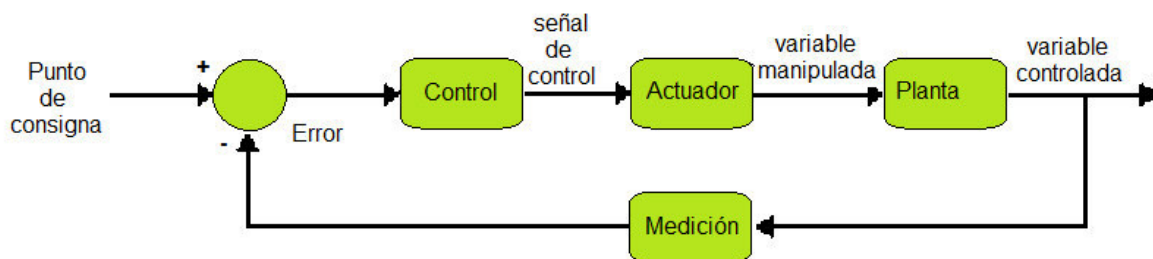 Punto
de
consigna
+
-
Error
Control
señal
de
control
Actuador
variable
manipulada
Planta
variable
controlada
Medición